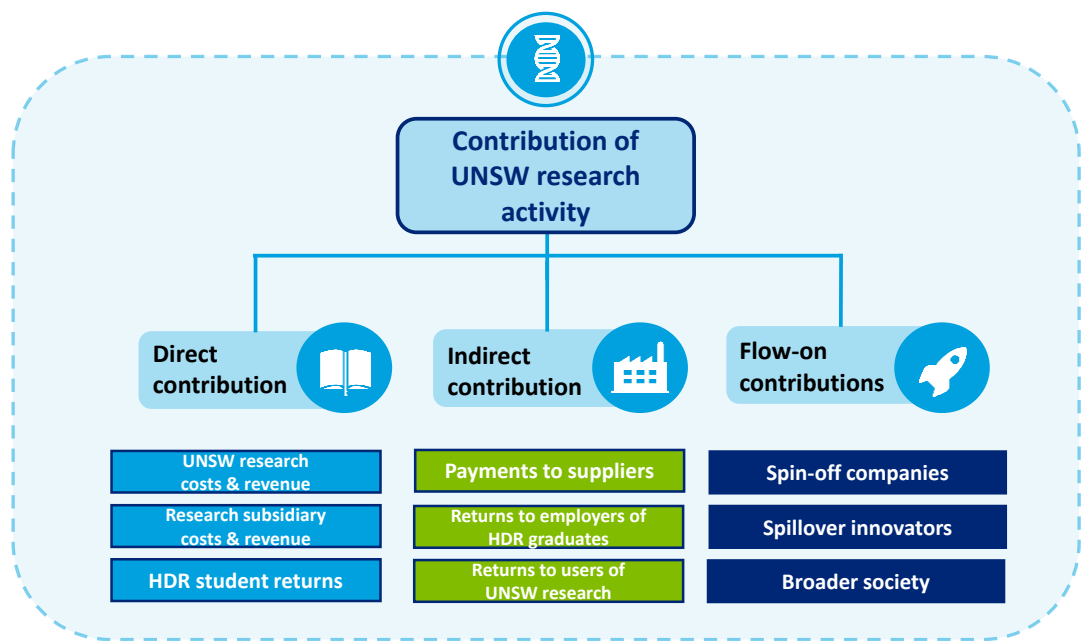 Contribution of
UNSW research
activity
Direct
contribution
Indirect
contribution
Flow-on
contributions
UNSW research
costs & revenue
Research subsidiary
costs & revenue
HDR student returns
Payments to suppliers
Returns to employers of
HDR graduates
Returns to users of
UNSW research
Spin-off companies
Spillover innovators
Broader society